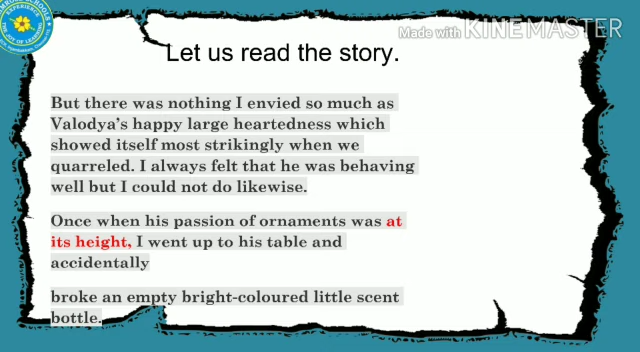 Made with KINEMASTER
Let us read the story.
But there was nothing I envied so much as
Valodya's happy large heartedness which
showed itself most strikingly when we
quarreled. I always felt that he was behaving
well but I could not do likewise.
Once when his passion of ornaments was at
its height, I went up to his table and
accidentally
broke an empty bright-coloured little scent
bottle.